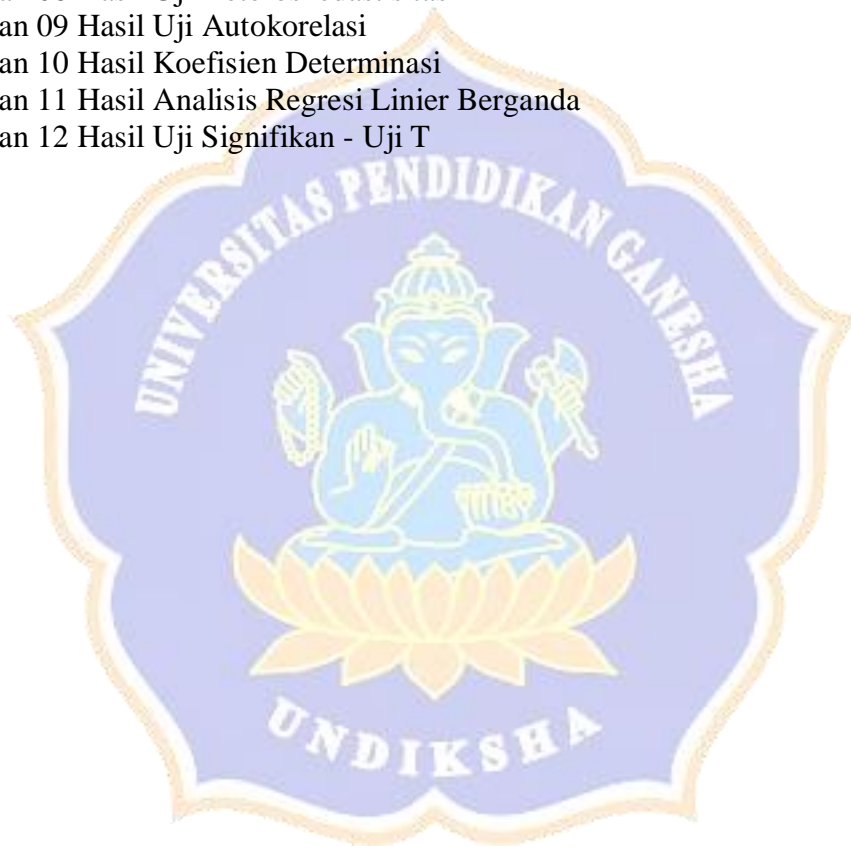 an 09 Hasil Uji Autokorelasi
an 10 Hasil Koefisien Determinasi
an 11 Hasil Analisis Regresi Linier Berganda
an 12 Hasil Uji Signifikan - Uji T
UNIVERSITAS PENDIDIKAN GANESHA
UNDIKSHA